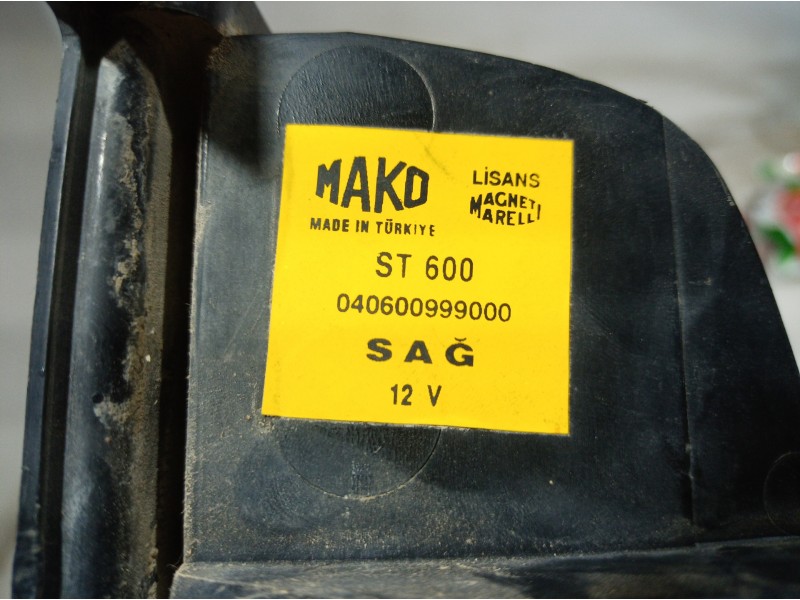 MAKO
MADE IN TÜRKIYE
LİSANS
MAGNETI
MARELLI
ST 600
040600999000
SAĞ
12 V